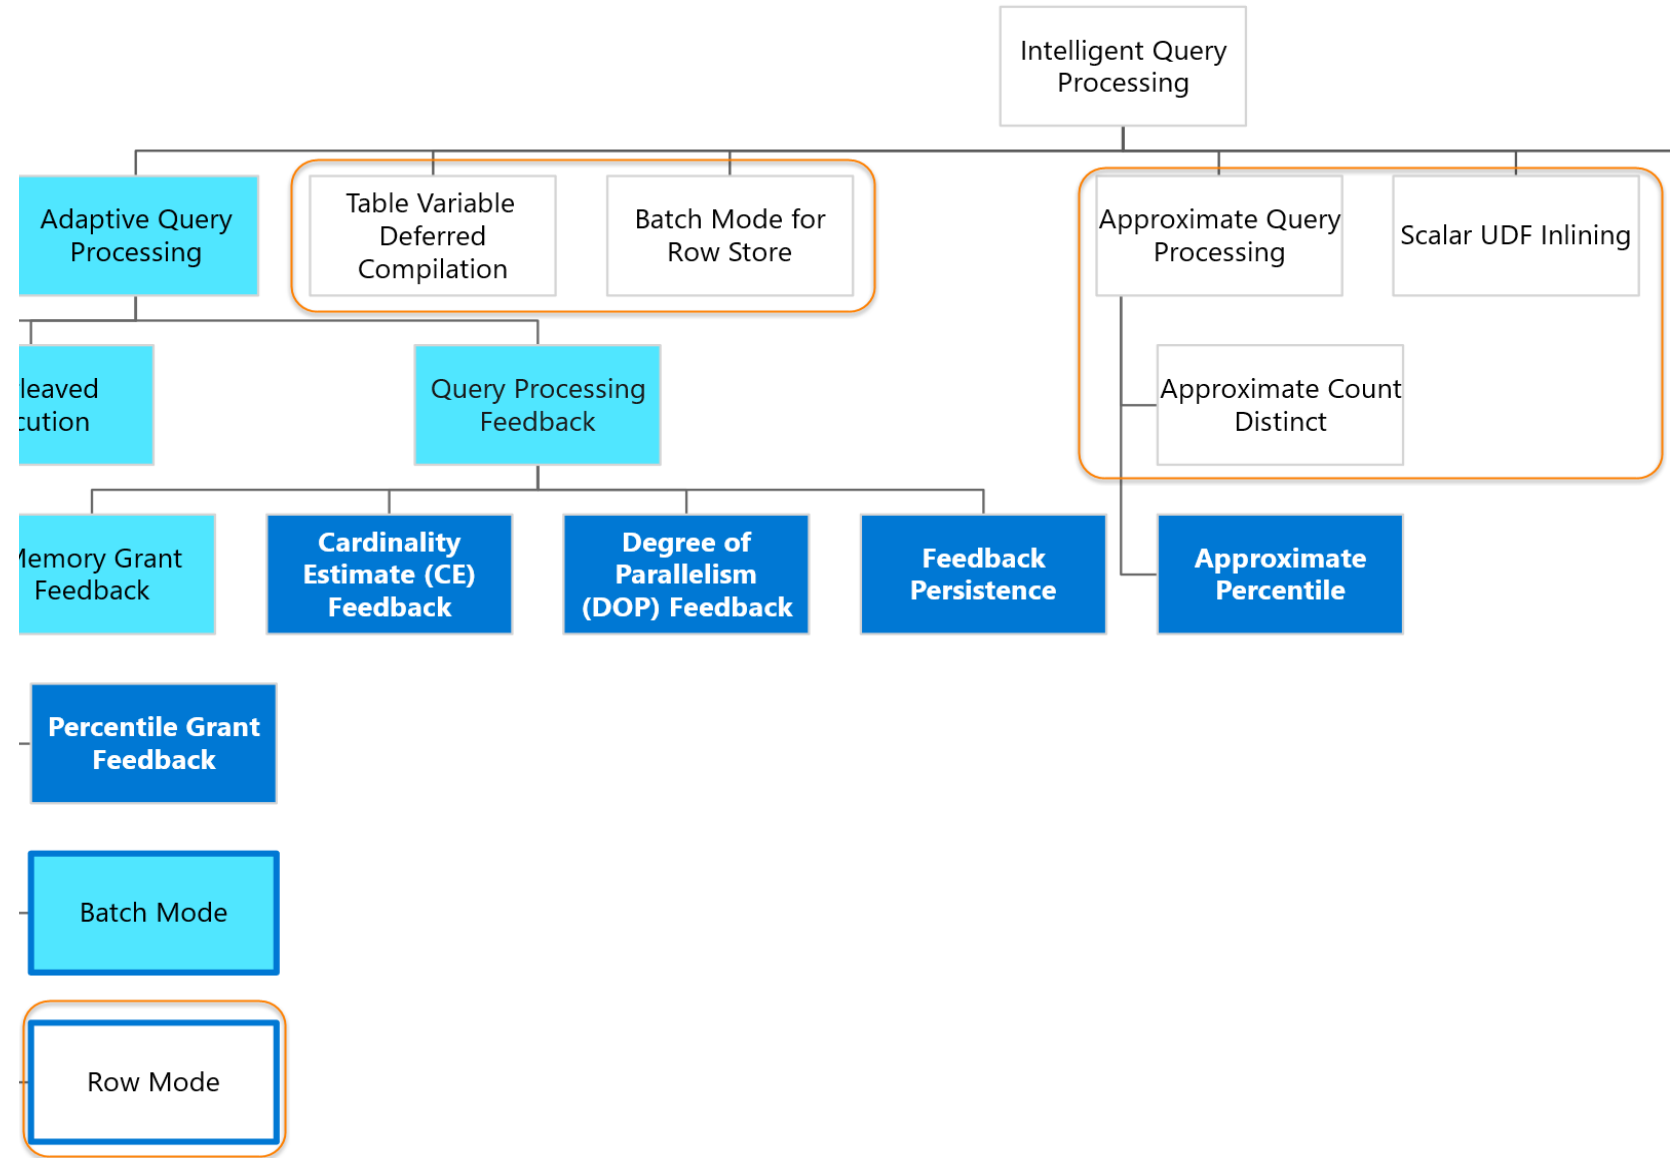 Intelligent Query
Processing
Adaptive Query
Processing
Table Variable
Deferred
Compilation
Batch Mode for
Row Store
Approximate Query
Processing
Scalar UDF Inlining
leaved
cution
Query Processing
Feedback
Approximate Count
Distinct
Memory Grant
Feedback
Cardinality
Estimate (CE)
Feedback
Degree of
Parallelism
(DOP) Feedback
Feedback
Persistence
Approximate
Percentile
Percentile Grant
Feedback
Batch Mode
Row Mode